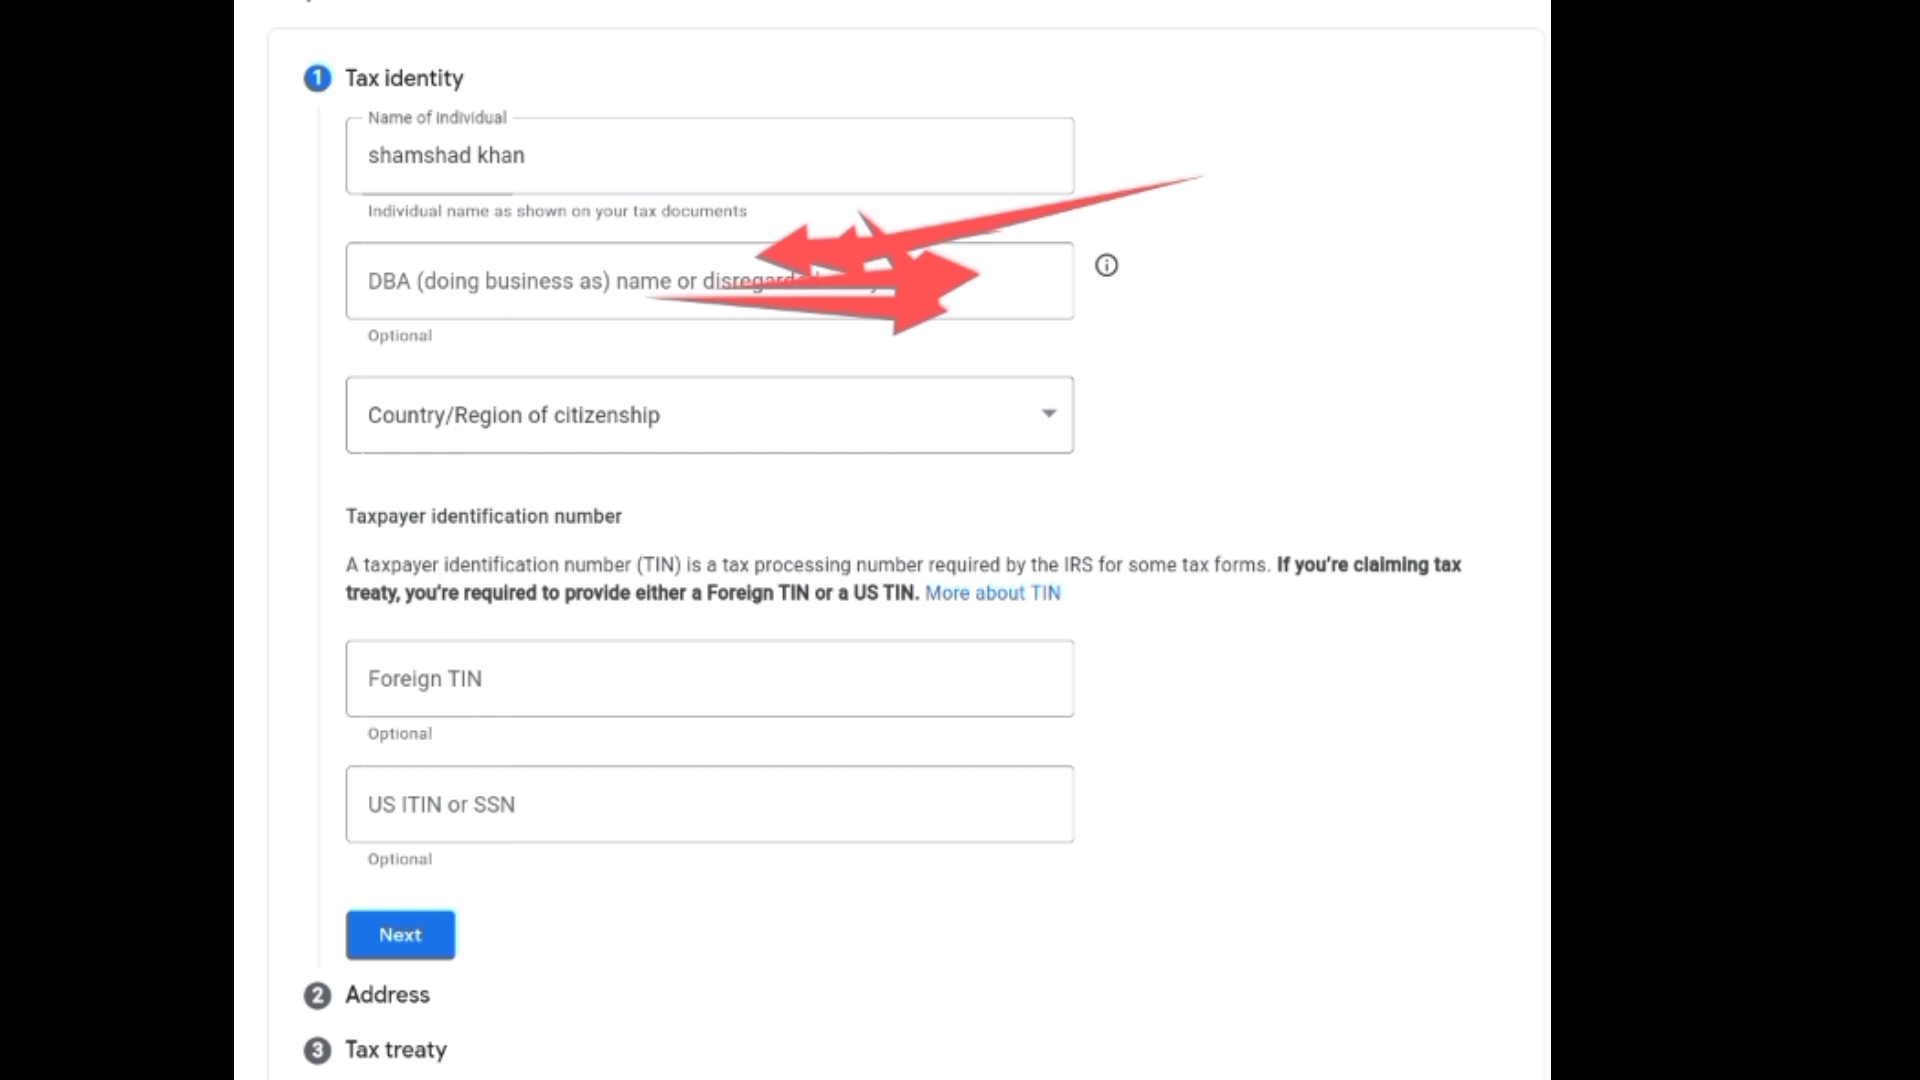 1 Tax identity
Name of individual
shamshad khan
Individual name as shown on your tax documents
DBA (doing business as) name or
Optional
Country/Region of citizenship
Taxpayer identification number
A taxpayer identification number (TIN) is a tax processing number required by the IRS for some tax forms. If you're claiming tax
treaty, you're required to provide either a Foreign TIN or a US TIN. More about TIN
Foreign TIN
Optional
US ITIN or SSN
Optional
Next
2 Address
3 Tax treaty